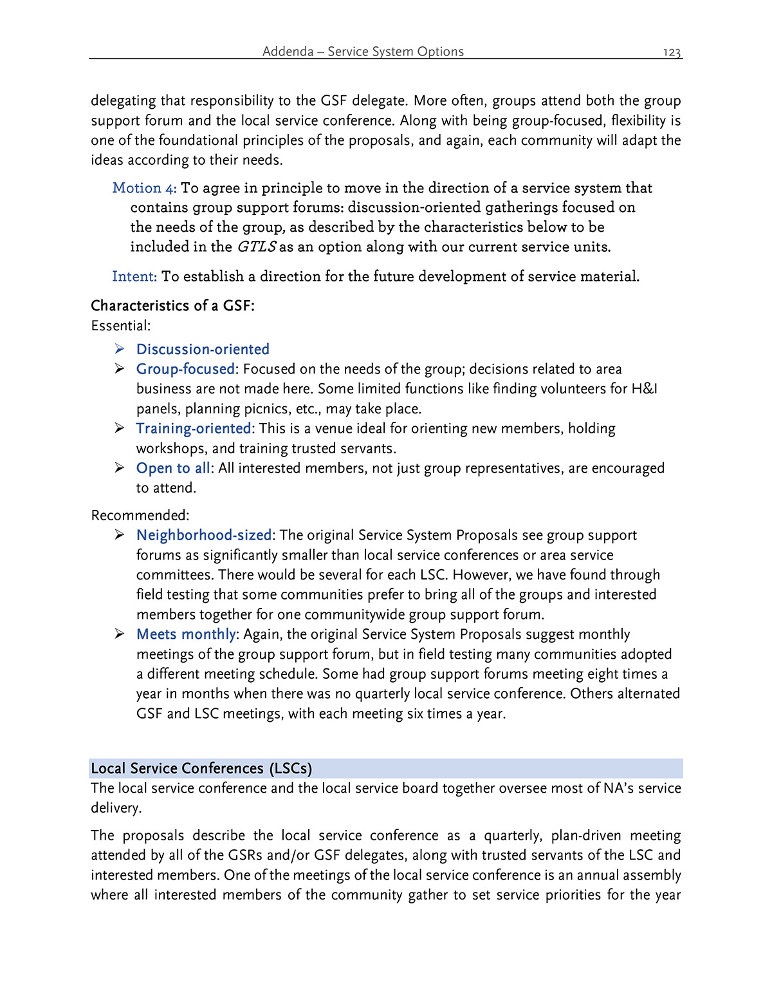 Addenda – Service System Options 123
delegating that responsibility to the GSF delegate. More often, groups attend both the group
support forum and the local service conference. Along with being group-focused, flexibility is
one of the foundational principles of the proposals, and again, each community will adapt the
ideas according to their needs.
Motion 4: To agree in principle to move in the direction of a service system that
contains group support forums: discussion-oriented gatherings focused on
the needs of the group, as described by the characteristics below to be
included in the GTLS as an option along with our current service units.
Intent: To establish a direction for the future development of service material.
Characteristics of a GSF:
Essential:
➢ Discussion-oriented
➢ Group-focused: Focused on the needs of the group; decisions related to area
business are not made here. Some limited functions like finding volunteers for H&I
panels, planning picnics, etc., may take place.
➢ Training-oriented: This is a venue ideal for orienting new members, holding
workshops, and training trusted servants.
➢ Open to all: All interested members, not just group representatives, are encouraged
to attend.
Recommended:
➢ Neighborhood-sized: The original Service System Proposals see group support
forums as significantly smaller than local service conferences or area service
committees. There would be several for each LSC. However, we have found through
field testing that some communities prefer to bring all of the groups and interested
members together for one communitywide group support forum.
➢ Meets monthly: Again, the original Service System Proposals suggest monthly
meetings of the group support forum, but in field testing many communities adopted
a different meeting schedule. Some had group support forums meeting eight times a
year in months when there was no quarterly local service conference. Others alternated
GSF and LSC meetings, with each meeting six times a year.
Local Service Conferences (LSCs)
The local service conference and the local service board together oversee most of NA’s service
delivery.
The proposals describe the local service conference as a quarterly, plan-driven meeting
attended by all of the GSRs and/or GSF delegates, along with trusted servants of the LSC and
interested members. One of the meetings of the local service conference is an annual assembly
where all interested members of the community gather to set service priorities for the year